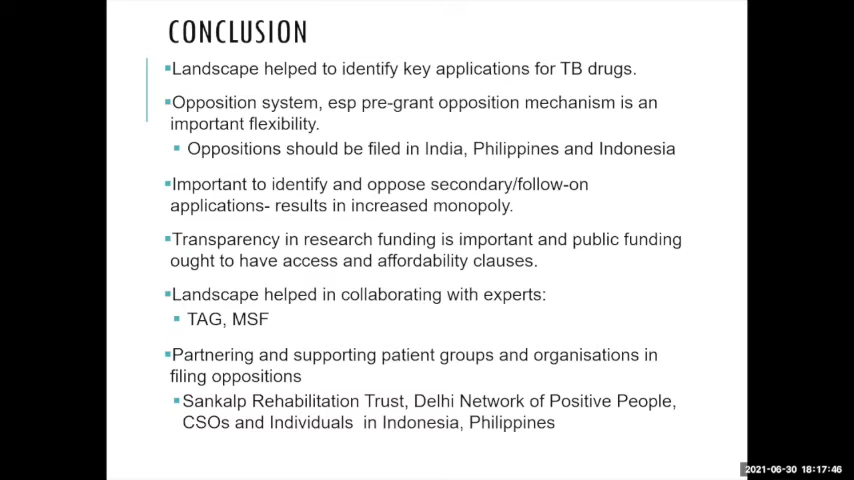 CONCLUSION
▪Landscape helped to identify key applications for TB drugs.
▪Opposition system, esp pre-grant opposition mechanism is an
important flexibility.
▪ Oppositions should be filed in India, Philippines and Indonesia
▪Important to identify and oppose secondary/follow-on
applications- results in increased monopoly.
▪Transparency in research funding is important and public funding
ought to have access and affordability clauses.
▪Landscape helped in collaborating with experts:
▪ TAG, MSF
▪Partnering and supporting patient groups and organisations in
filing oppositions
▪Sankalp Rehabilitation Trust, Delhi Network of Positive People,
CSOs and Individuals in Indonesia, Philippines
2021-06-30 18:17:46